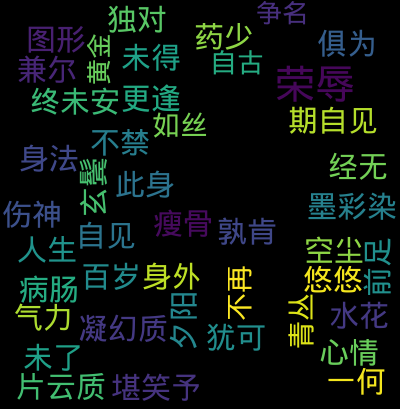 独对
争名
图形
药少
俱为
黄金
未得
自古
兼尔
荣辱
终未安
更逢
如丝
期自见
不禁
身法
经无
玄鬓
此身
墨彩染
伤神
瘦骨
孰肯
自见
人生
空尘
前足
百岁
身外
悠悠
病肠
不再
夕阳
青丛
气力
水花
凝幻质
犹可
未了
心情
片云质
堪笑予
一何